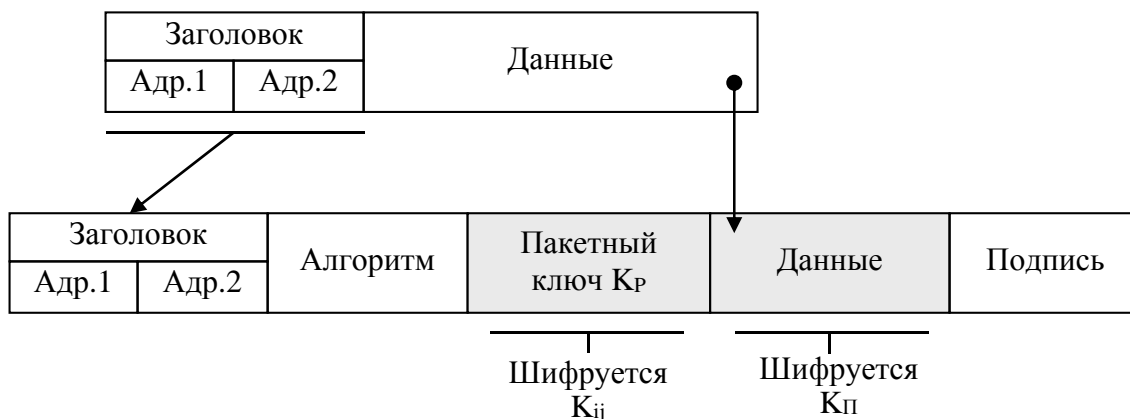 Заголовок
Данные
Адр.1 Адр.2
Заголовок
Адр.1 Адр.2
Алгоритм
Пакетный
ключ KP
Данные
Подпись
Шифруется
Kij
Шифруется
KП